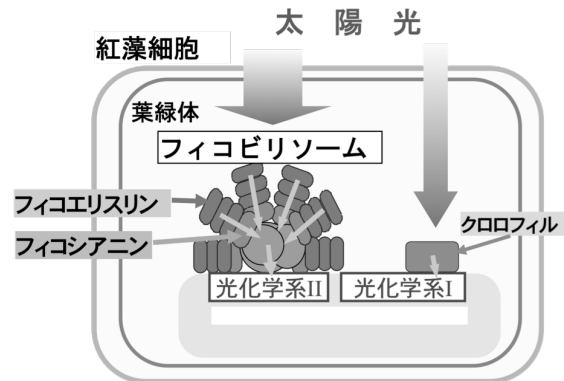 太陽光
紅藻細胞
葉緑体
フィコビリソーム
フィコエリスリン
クロロフィル
フィコシアニン
光化学系II
光化学系I